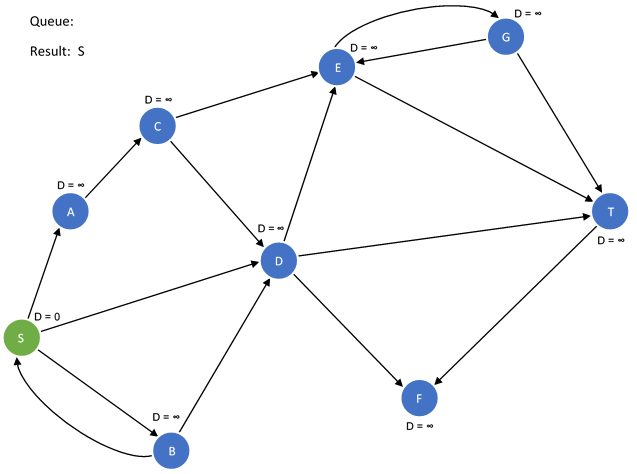 Queue:
Result: S
D = ∞
G
D = ∞
E
D = ∞
C
D = ∞
A
D = ∞
D
T
D = ∞
D = 0
S
D = ∞
B
F
D = ∞